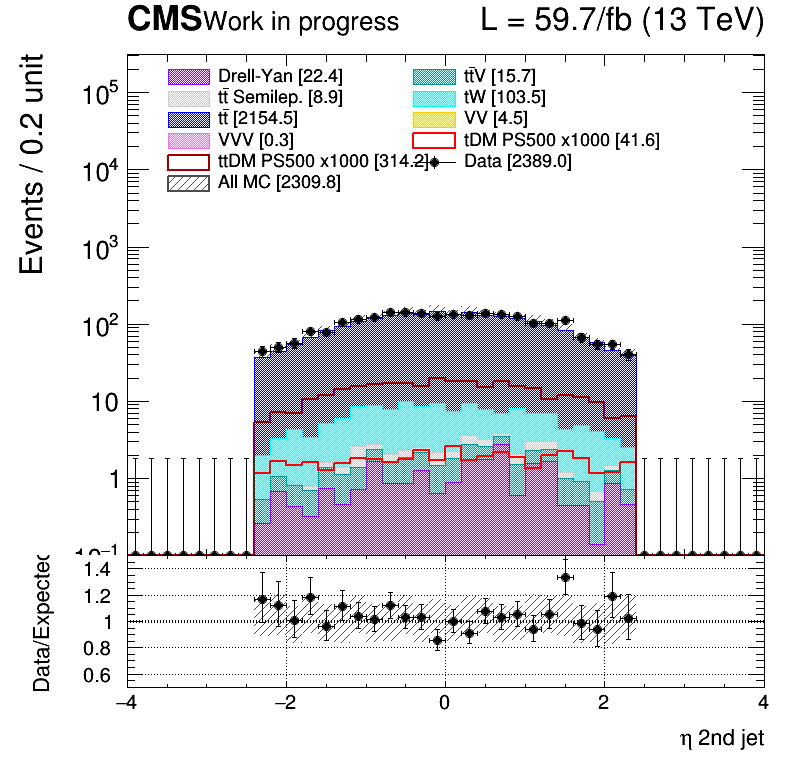 CMS Work in progress L = 59.7/fb (13 TeV)
Events / 0.2 unit
Drell-Yan [22.4] tt̄V [15.7]
tt̄ Semilep. [8.9] tW [103.5]
tt̄ [2154.5] VV [4.5]
VVV [0.3] tDM PS500 x1000 [41.6]
ttDM PS500 x1000 [314.2] Data [2389.0]
All MC [2309.8]
10⁵
10⁴
10³
10²
10
1
10⁻¹
Data/Expected
1.4
1.2
1
0.8
0.6
−4 −2 0 2 4
η 2nd jet